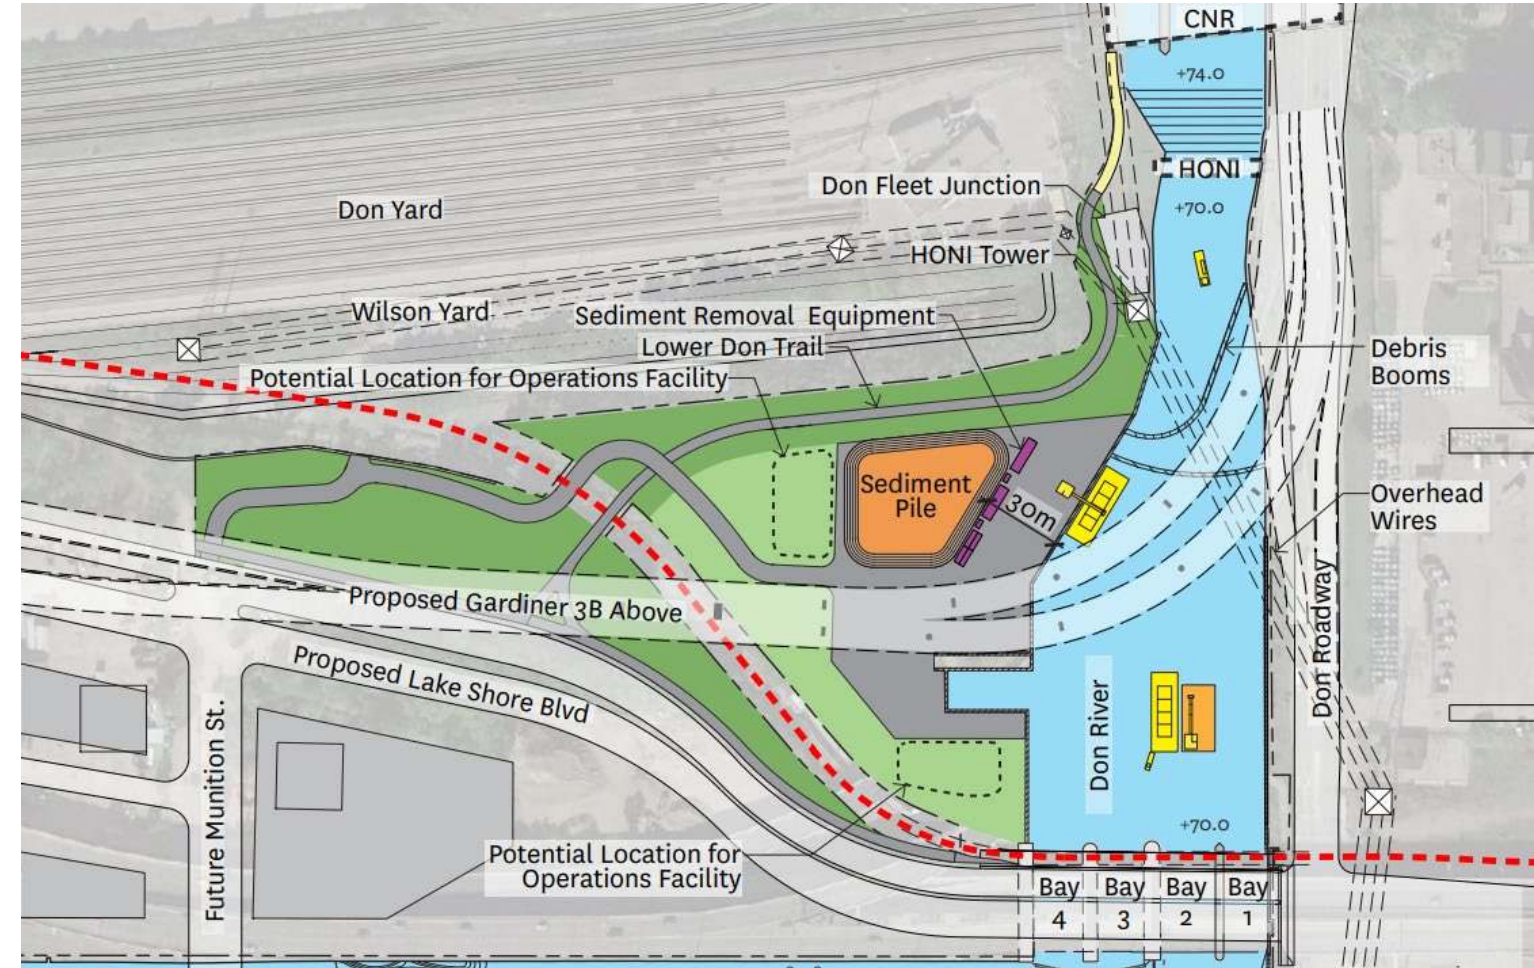 CNR
+74.0
HONI
Don Fleet Junction
+70.0
Don Yard
HONI Tower
Wilson Yard
Sediment Removal Equipment
Lower Don Trail
Debris
Booms
Potential Location for Operations Facility
Sediment
Pile
30m
Overhead
Wires
Proposed Gardiner 3B Above
Don Roadway
Proposed Lake Shore Blvd
Don River
Future Munition St.
+70.0
Potential Location for
Operations Facility
Bay
4
Bay
3
Bay
2
Bay
1